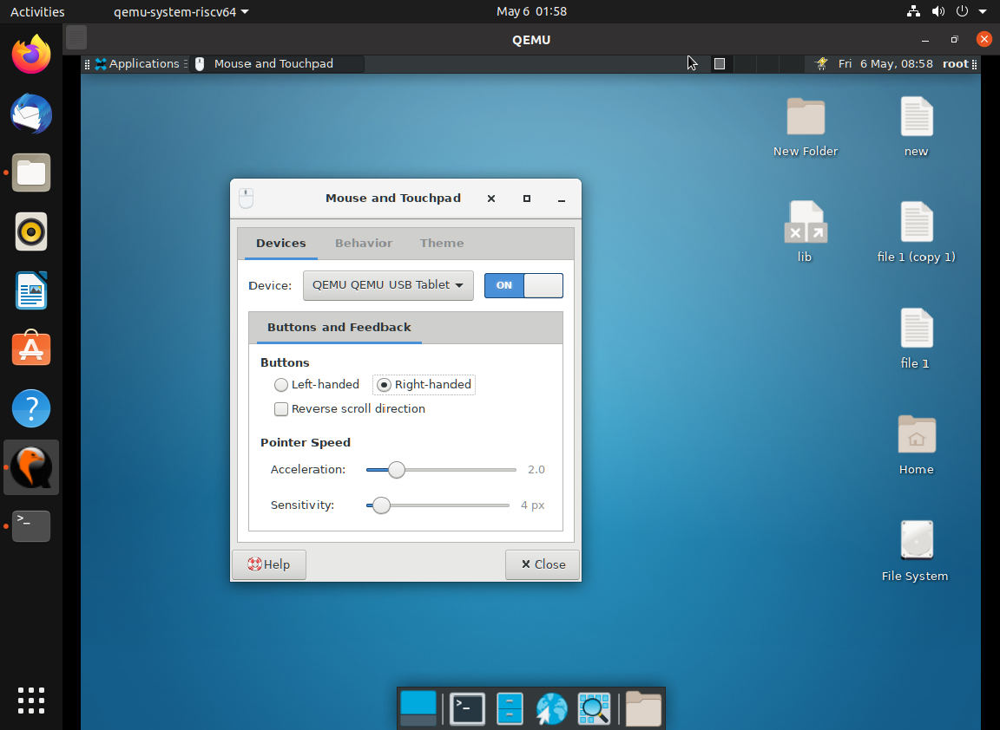 Activities
qemu-system-riscv64
May 6 01:58
QEMU
Applications
Mouse and Touchpad
Fri 6 May, 08:58
root
New Folder
new
lib
file 1 (copy 1)
file 1
Home
File System
Mouse and Touchpad
Devices
Behavior
Theme
Device:
QEMU QEMU USB Tablet
ON
Buttons and Feedback
Buttons
Left-handed
Right-handed
Reverse scroll direction
Pointer Speed
Acceleration:
2.0
Sensitivity:
4 px
Help
Close